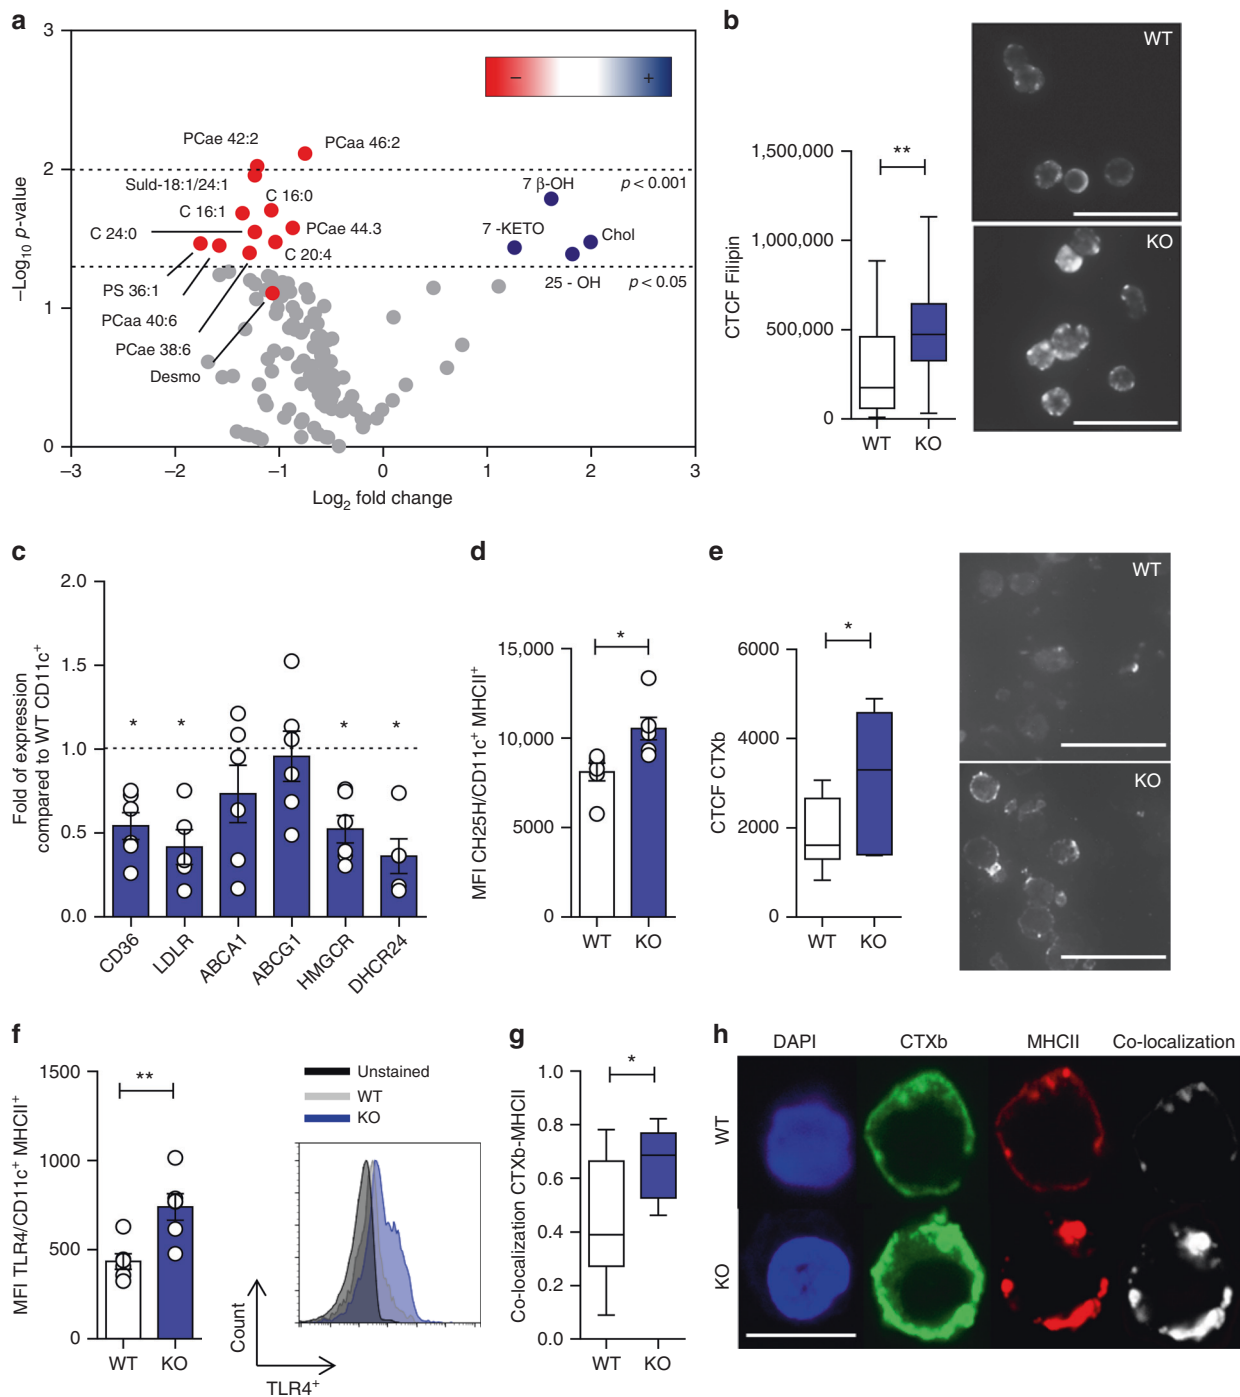 a
3
2
1
0
−Log10 p-value
−3
−2
−1
0
1
2
3
Log2 fold change
−
+
PCae 42:2
PCaa 46:2
Suld-18:1/24:1
C 16:0
C 16:1
C 24:0
PCae 44.3
C 20:4
PS 36:1
PCaa 40:6
PCae 38:6
Desmo
7 β-OH
p < 0.001
7 -KETO
Chol
25 - OH
p < 0.05
b
CTCF Filipin
1,500,000
1,000,000
500,000
0
**
WT
KO
WT
KO
c
Fold of expression
compared to WT CD11c+
2.0
1.5
1.0
0.5
0.0
*
*
*
*
CD36
LDLR
ABCA1
ABCG1
HMGCR
DHCR24
d
MFI CH25H/CD11c+ MHCII+
15,000
10,000
5000
0
*
WT
KO
e
CTCF CTXb
6000
4000
2000
0
*
WT
KO
WT
KO
f
MFI TLR4/CD11c+ MHCII+
1500
1000
500
0
**
WT
KO
Unstained
WT
KO
Count
TLR4+
g
Co-localization CTXb-MHCII
1.0
0.8
0.6
0.4
0.2
0.0
*
WT
KO
h
DAPI
CTXb
MHCII
Co-localization
WT
KO